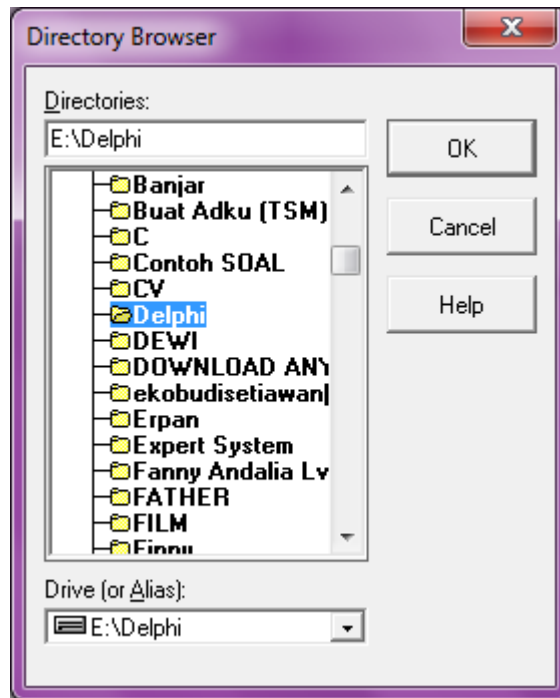 Directory Browser
Directories:
E:\Delphi
OK
Cancel
Help
Banjar
Buat Adku (TSM)
C
Contoh SOAL
CV
Delphi
DEWI
DOWNLOAD ANY
ekobudisetiawan
Erpan
Expert System
Fanny Andalia Lv
FATHER
FILM
Drive (or Alias):
E:\Delphi